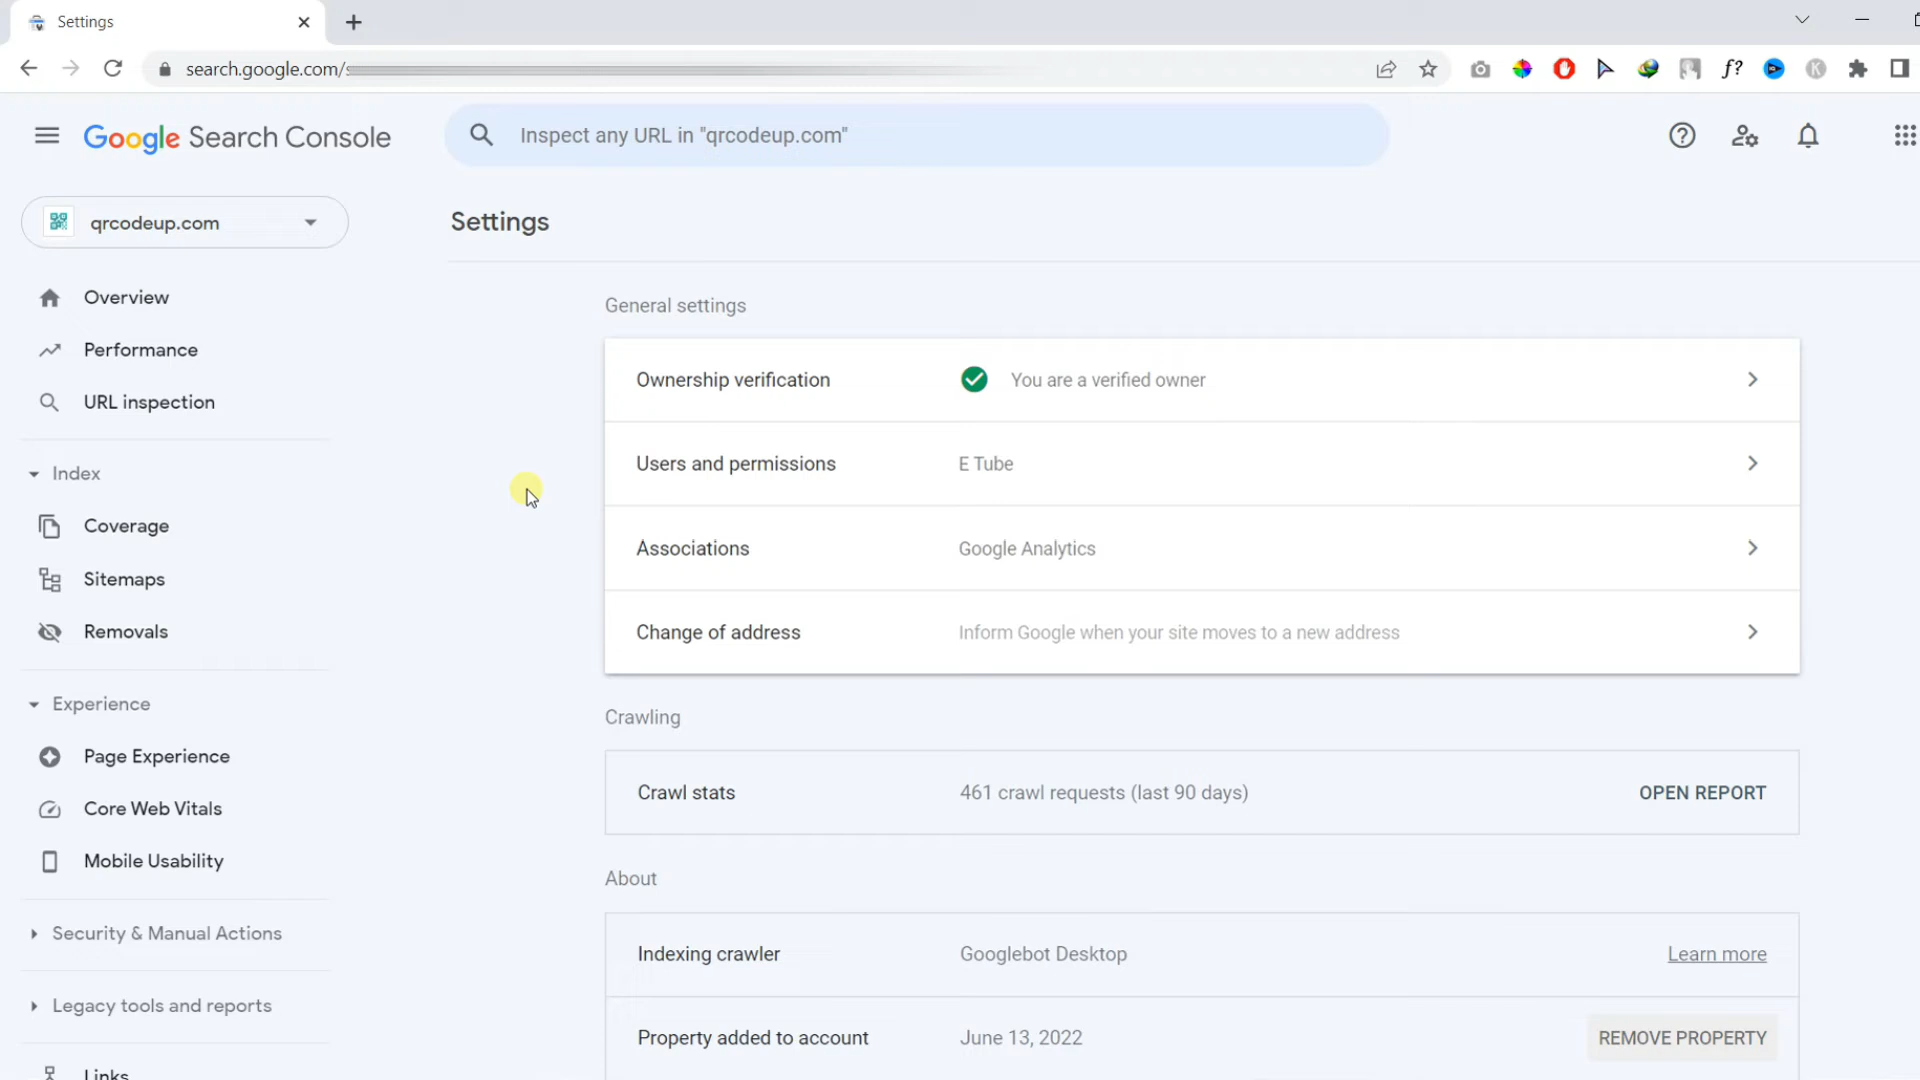 Settings
search.google.com/
f?
K
Google Search Console
Inspect any URL in "qrcodeup.com"
qrcodeup.com
Settings
Overview
Performance
URL inspection
Index
Coverage
Sitemaps
Removals
Experience
Page Experience
Core Web Vitals
Mobile Usability
Security & Manual Actions
Legacy tools and reports
Links
General settings
Ownership verification
You are a verified owner
Users and permissions
E Tube
Associations
Google Analytics
Change of address
Inform Google when your site moves to a new address
Crawling
Crawl stats
461 crawl requests (last 90 days)
OPEN REPORT
About
Indexing crawler
Googlebot Desktop
Learn more
Property added to account
June 13, 2022
REMOVE PROPERTY